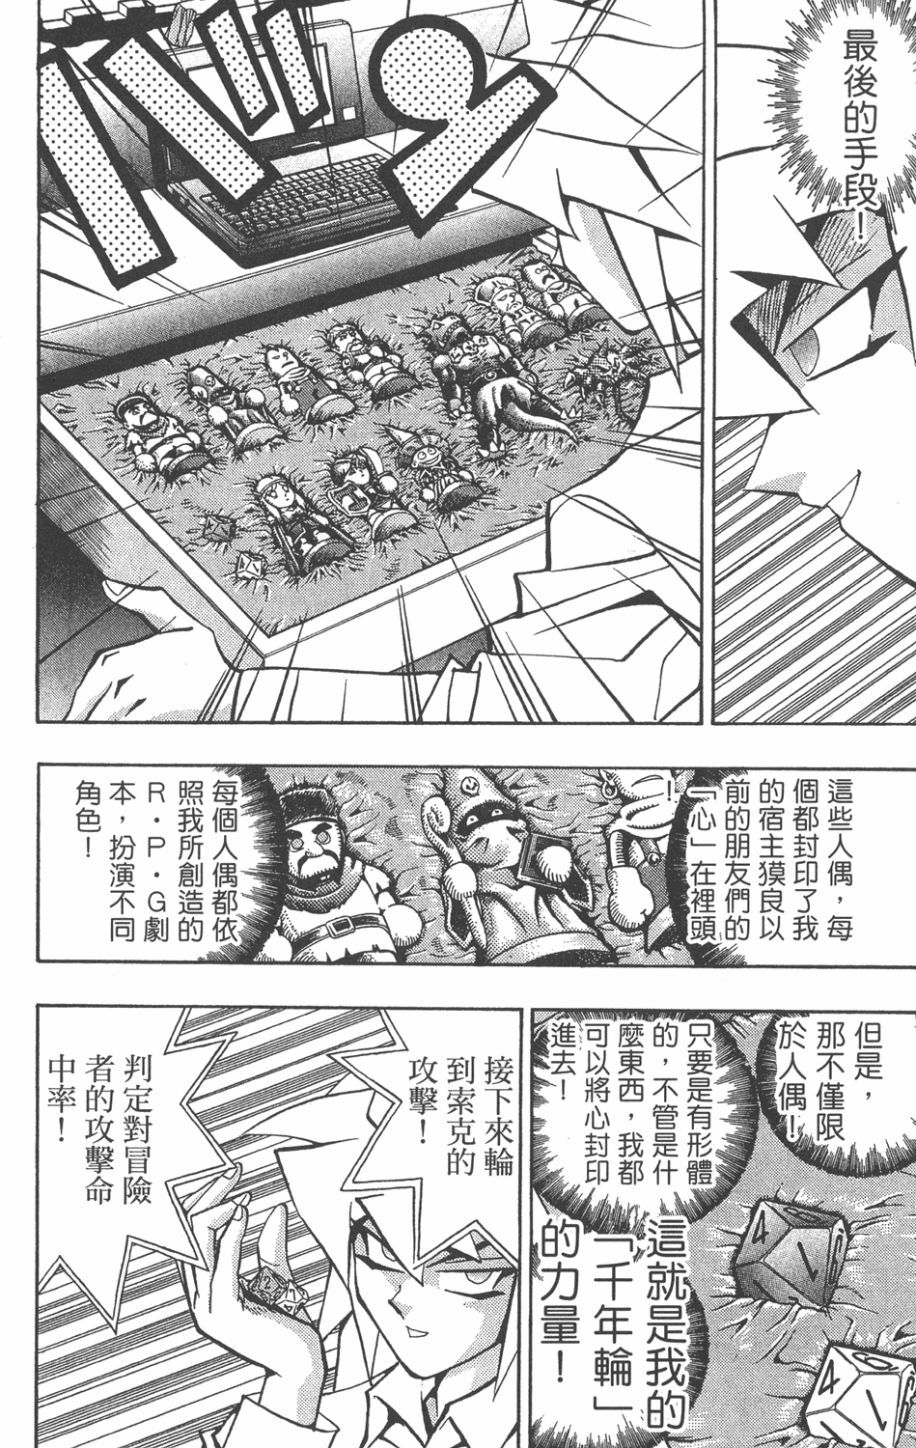 最後的手段！
バッ
這些人偶，每
個都封印了我
的宿主獏良以
前的朋友們的
「心」在裡頭
！
每個人偶都依
照我所創造的
R·P·G劇
本，扮演不同
角色！
但是，
那不僅限
於人偶！
只要是有形體
的，不管是什
麼東西，我都
可以將心封印
進去！
這就是我的
「千年輪」
的力量！
接下來輪
到索克的
攻擊！
判定對冒險
者的攻擊命
中率！